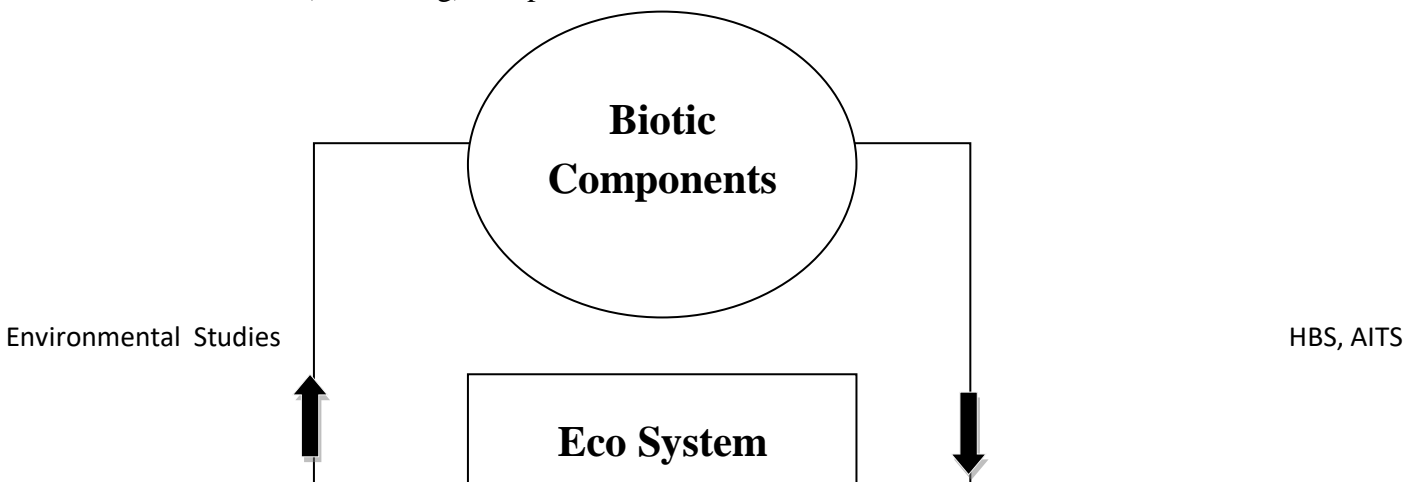 Biotic
Components
Environmental Studies
HBS, AITS
Eco System